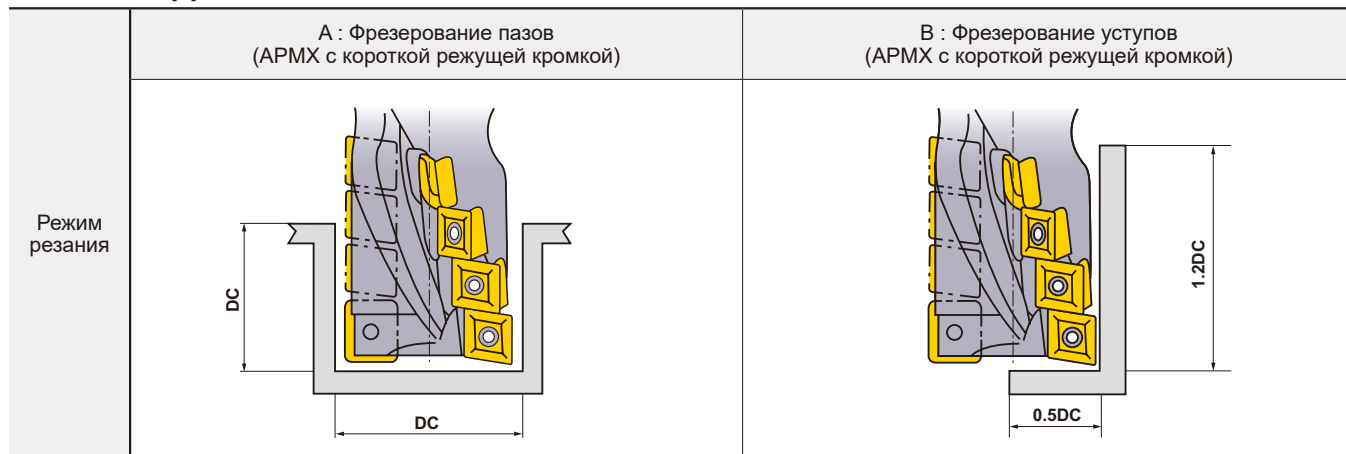 А : Фрезерование пазов
(APMX с короткой режущей кромкой)
В : Фрезерование уступов
(APMX с короткой режущей кромкой)
Режим
резания
DC
DC
1.2DC
0.5DC